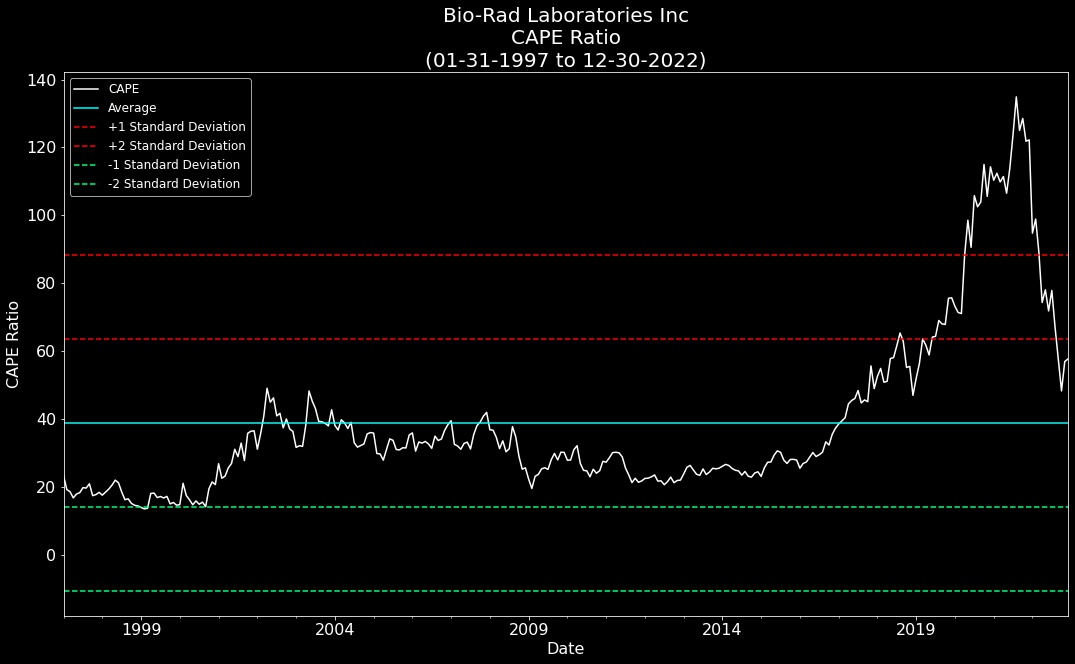 Bio-Rad Laboratories Inc
CAPE Ratio
(01-31-1997 to 12-30-2022)
CAPE
Average
+1 Standard Deviation
+2 Standard Deviation
-1 Standard Deviation
-2 Standard Deviation
140
120
100
80
60
40
20
0
CAPE Ratio
1999 2004 2009 2014 2019
Date